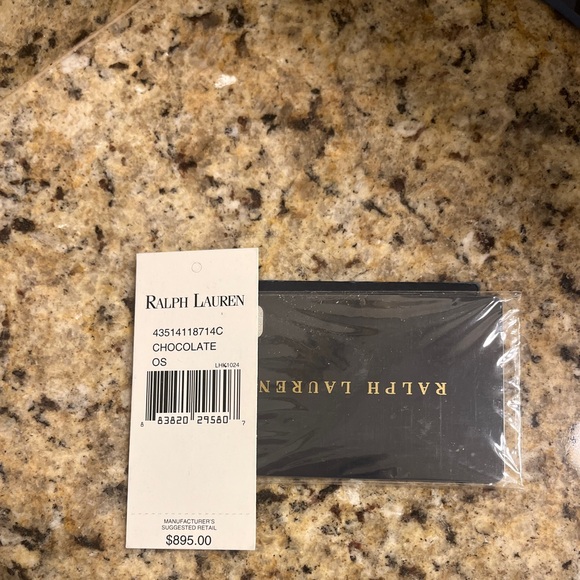 RALPH LAUREN
43514118714C
CHOCOLATE
OS
LHK1024
8 83820 29580 7
MANUFACTURER'S
SUGGESTED RETAIL
$895.00
RALPH LAUREN